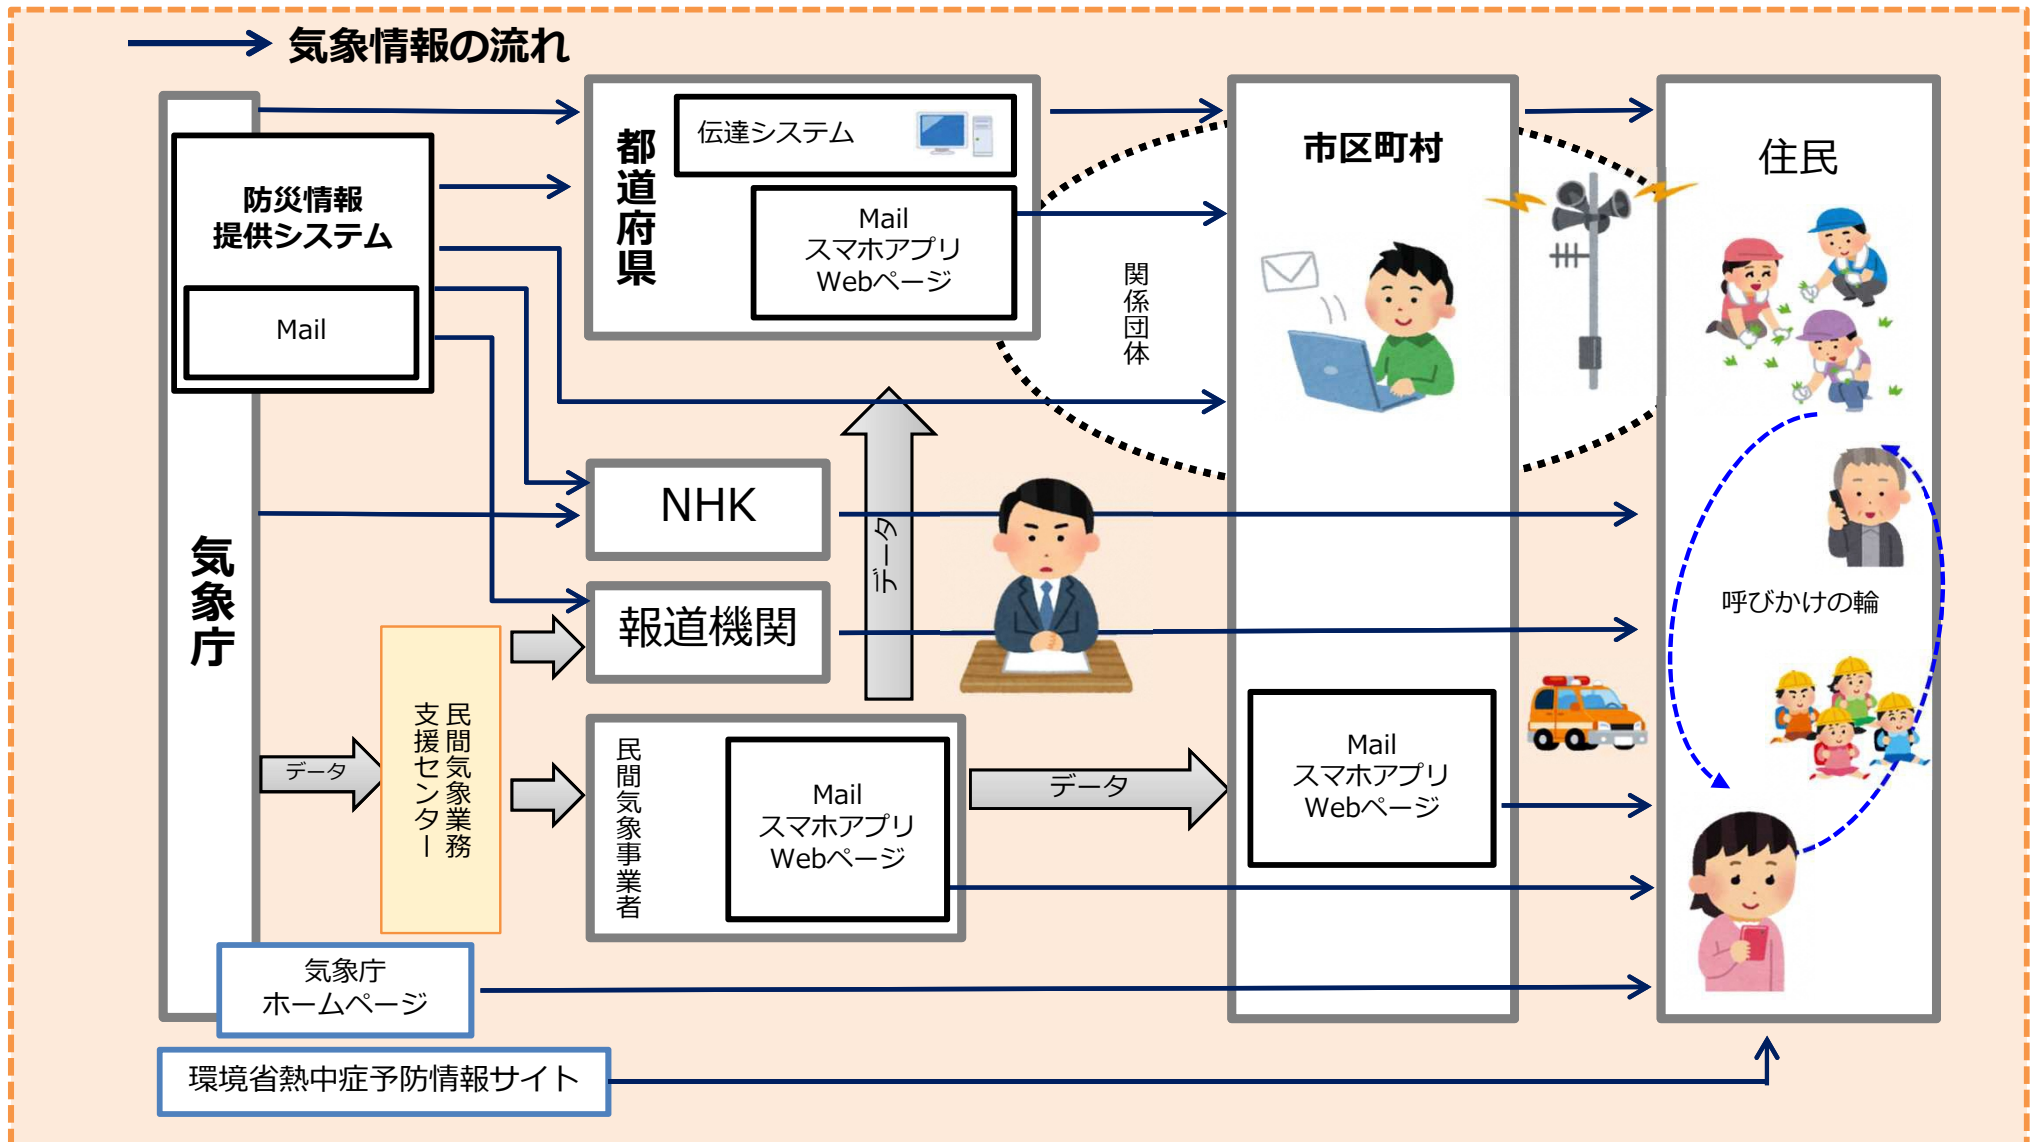 気象情報の流れ
気象庁
防災情報
提供システム
Mail
都道府県
伝達システム
Mail
スマホアプリ
Webページ
関係団体
市区町村
住民
NHK
報道機関
データ
呼びかけの輪
データ
民間気象業務
支援センター
民間気象事業者
Mail
スマホアプリ
Webページ
データ
Mail
スマホアプリ
Webページ
気象庁
ホームページ
環境省熱中症予防情報サイト